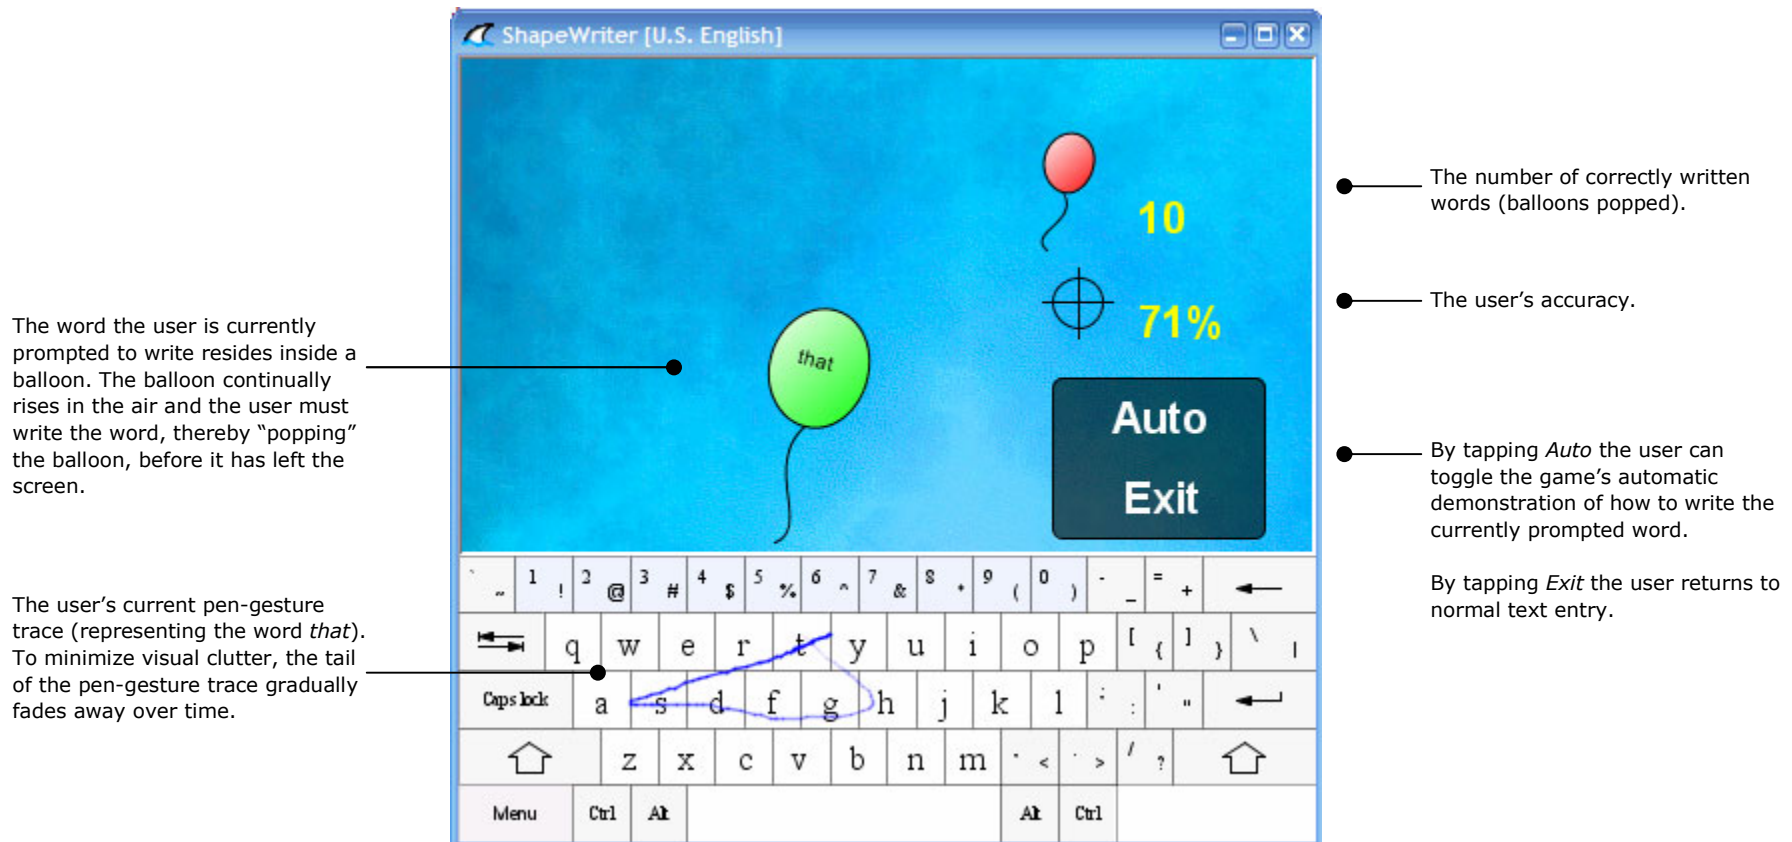 ShapeWriter [U.S. English]
10
71%
that
Auto
Exit
The number of correctly written
words (balloons popped).
The user’s accuracy.
By tapping Auto the user can
toggle the game’s automatic
demonstration of how to write the
currently prompted word.
By tapping Exit the user returns to
normal text entry.
The word the user is currently
prompted to write resides inside a
balloon. The balloon continually
rises in the air and the user must
write the word, thereby “popping”
the balloon, before it has left the
screen.
The user’s current pen-gesture
trace (representing the word that).
To minimize visual clutter, the tail
of the pen-gesture trace gradually
fades away over time.
` ~ 1 ! 2 @ 3 # 4 $ 5 % 6 ^ 7 & 8 * 9 ( 0 ) - _ = +
q w e r t y u i o p [ { ] } \ |
Caps lock a s d f g h j k l ; : ' "
z x c v b n m , < . > / ?
Menu Ctrl Alt Alt Ctrl